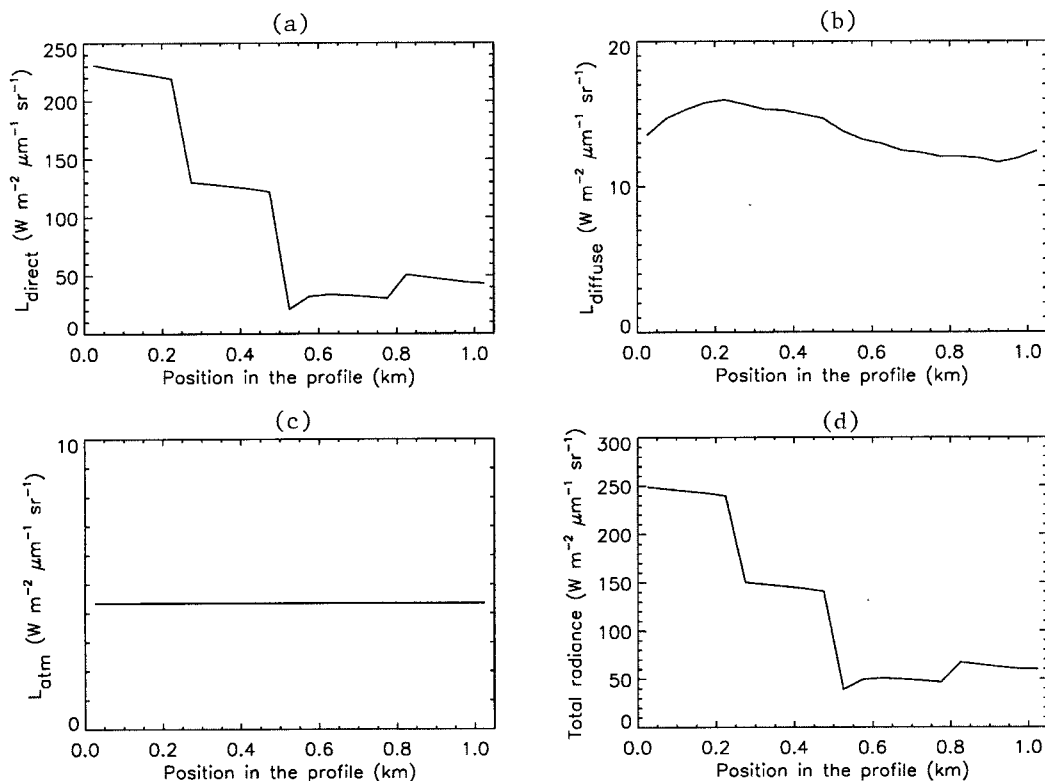 (a)
250
200
150
100
50
0
L_direct (W m⁻² μm⁻¹ sr⁻¹)
0.0 0.2 0.4 0.6 0.8 1.0
Position in the profile (km)
(b)
20
10
0
L_diffuse (W m⁻² μm⁻¹ sr⁻¹)
0.0 0.2 0.4 0.6 0.8 1.0
Position in the profile (km)
(c)
10
0
L_atm (W m⁻² μm⁻¹ sr⁻¹)
0.0 0.2 0.4 0.6 0.8 1.0
Position in the profile (km)
(d)
300
250
200
150
100
50
0
Total radiance (W m⁻² μm⁻¹ sr⁻¹)
0.0 0.2 0.4 0.6 0.8 1.0
Position in the profile (km)